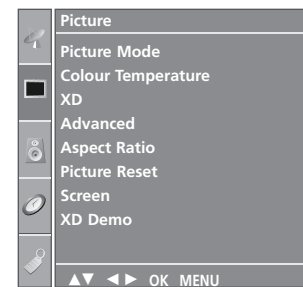 Picture
Picture Mode
Colour Temperature
XD
Advanced
Aspect Ratio
Picture Reset
Screen
XD Demo
▲▼ ◄► OK MENU